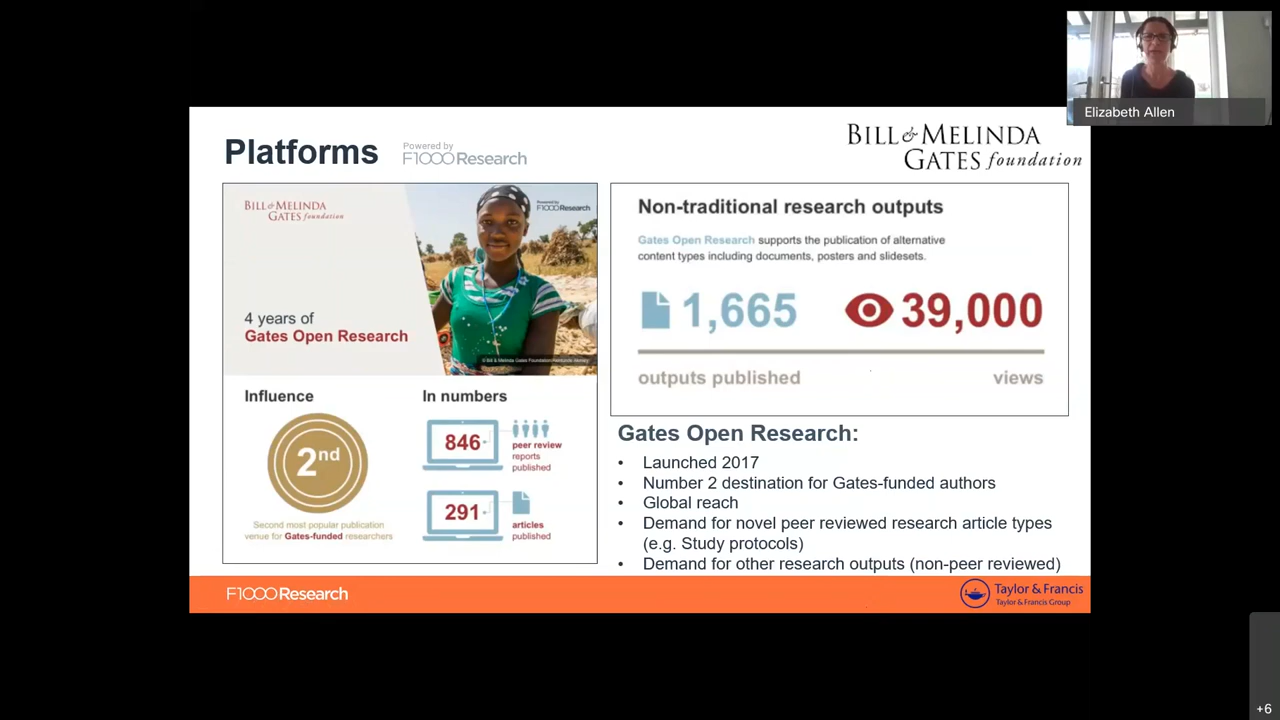 Elizabeth Allen
Platforms
Powered by
F1000Research
BILL & MELINDA
GATES foundation
BILL & MELINDA
GATES foundation
Powered by
F1000Research
4 years of
Gates Open Research
Influence
2nd
Second most popular publication
venue for Gates-funded researchers
In numbers
846
peer review
reports
published
291
articles
published
Non-traditional research outputs
Gates Open Research supports the publication of alternative
content types including documents, posters and slidesets.
1,665
39,000
outputs published
views
Gates Open Research:
• Launched 2017
• Number 2 destination for Gates-funded authors
• Global reach
• Demand for novel peer reviewed research article types
(e.g. Study protocols)
• Demand for other research outputs (non-peer reviewed)
F1000Research
Taylor & Francis
Taylor & Francis Group
+6